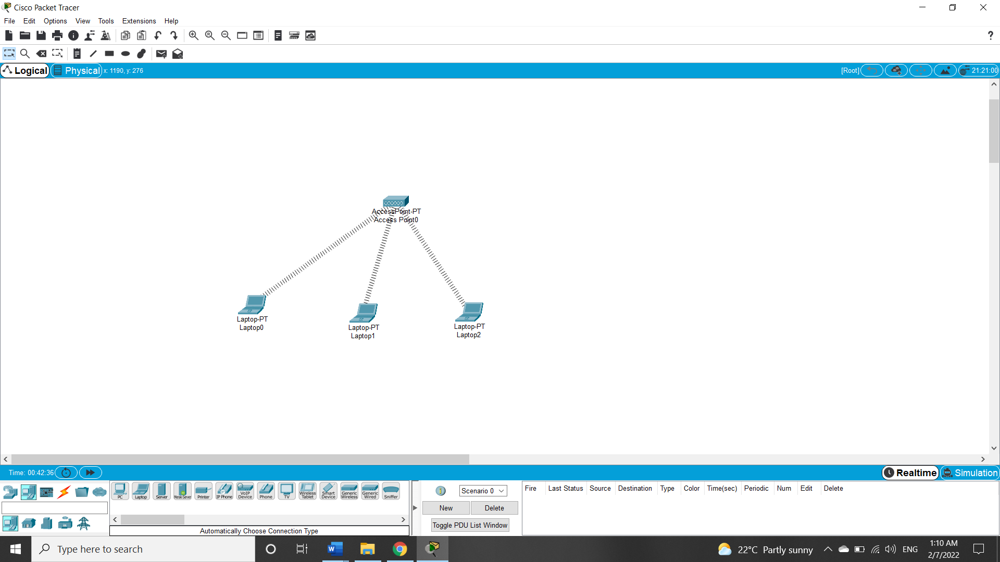 Cisco Packet Tracer
File Edit Options View Tools Extensions Help
Logical Physical x: 1190, y: 276 [Root] 21:21:00
AccessPoint-PT
Access Point0
Laptop-PT
Laptop0
Laptop-PT
Laptop1
Laptop-PT
Laptop2
Time: 00:42:36 Realtime Simulation
PC Laptop Server Meraki Server Printer IP Phone VoIP Device Phone TV Wireless Tablet Smart Device Generic Wireless Generic Wired Sniffer
Automatically Choose Connection Type
Scenario 0
New Delete
Toggle PDU List Window
Fire Last Status Source Destination Type Color Time(sec) Periodic Num Edit Delete
Type here to search
22°C Partly sunny ENG
1:10 AM
2/7/2022